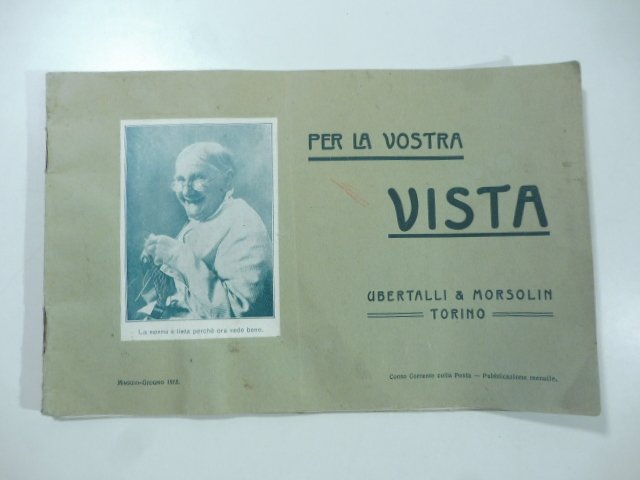 PER LA VOSTRA
VISTA
UBERTALLI & MORSOLIN
TORINO
La nonna è lieta perchè ora vede bene.
MAGGIO-GIUGNO 1912.
Conto Corrente colla Posta — Pubblicazione mensile.